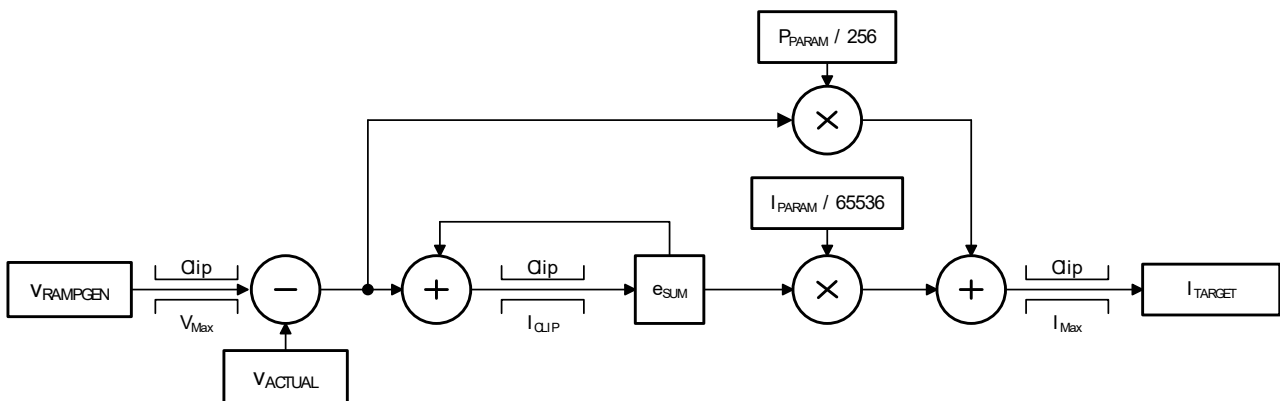 PPARAM / 256
IPARAM / 65536
Clip
Clip
Clip
VRAMPGEN
−
+
eSUM
×
+
ITARGET
VMax
ICLIP
IMax
VACTUAL